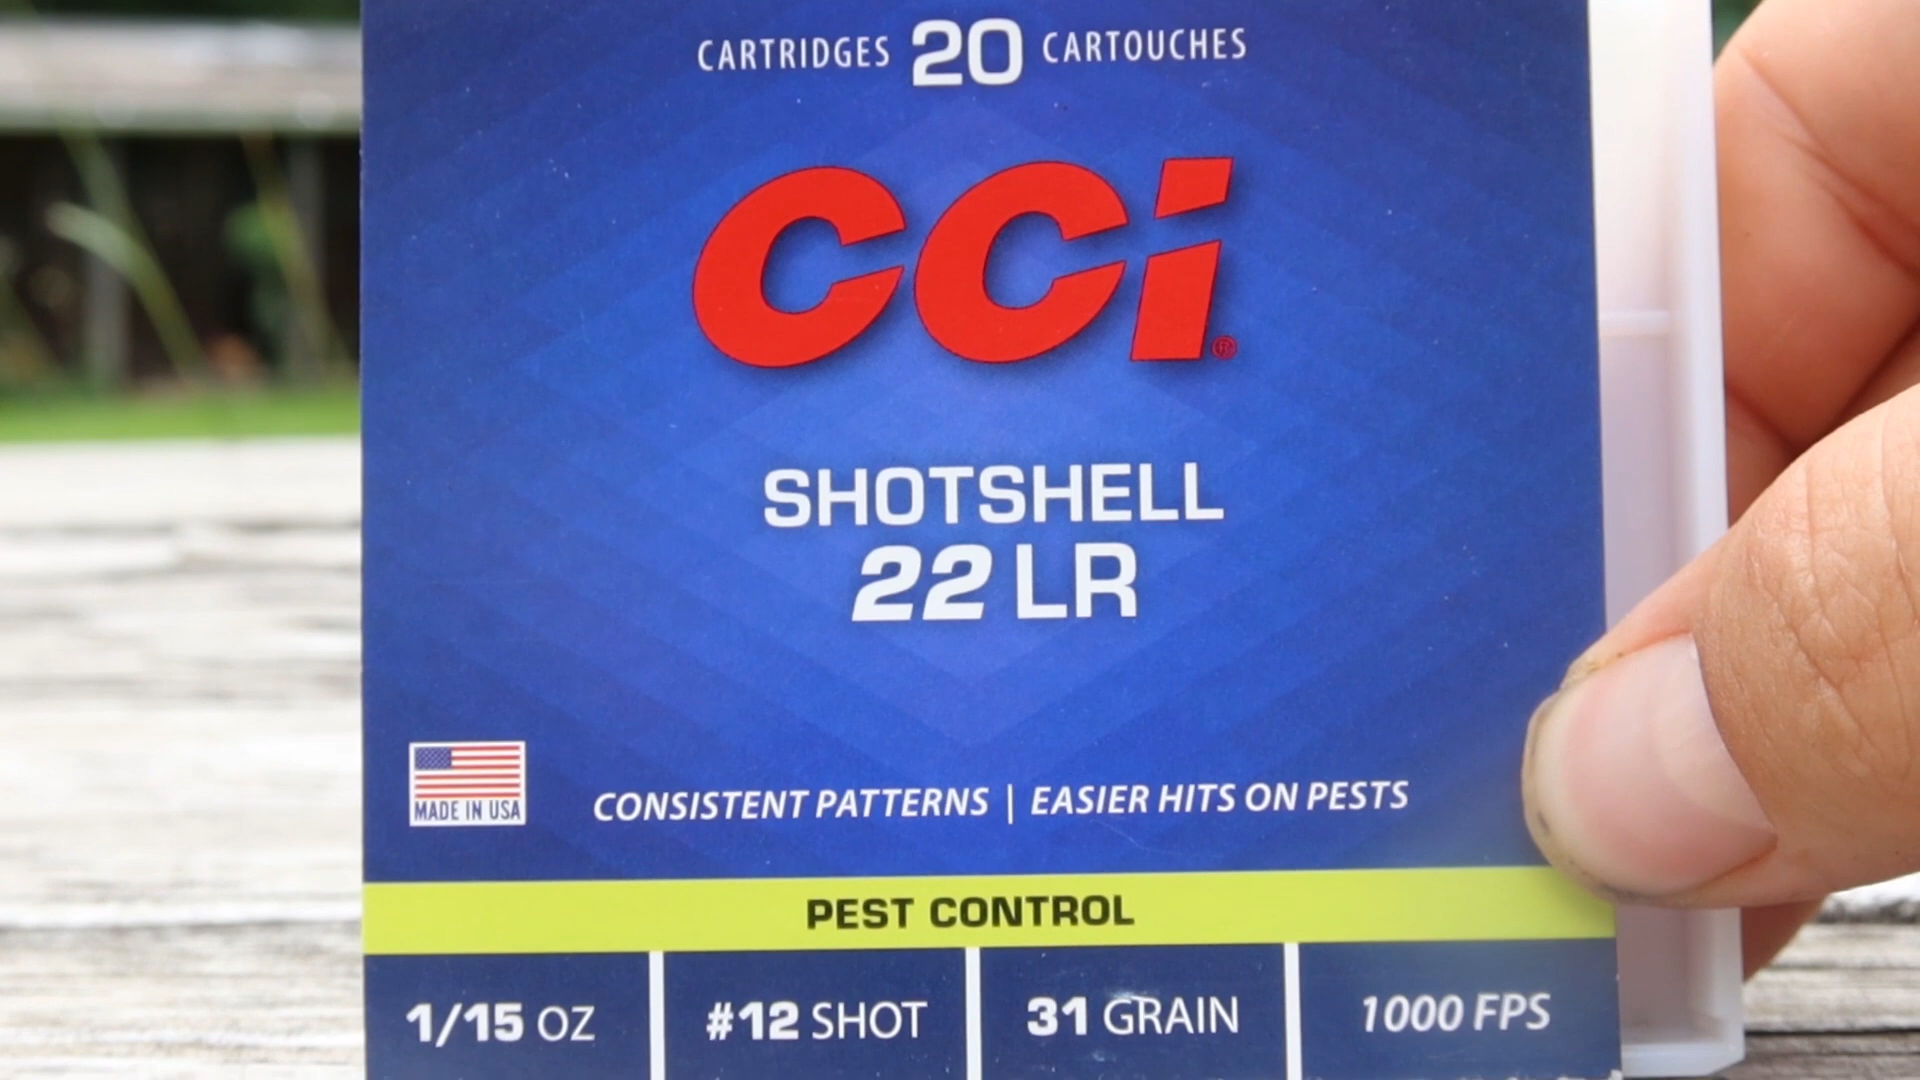 CARTRIDGES 20 CARTOUCHES
CCI®
SHOTSHELL
22 LR
MADE IN USA
CONSISTENT PATTERNS | EASIER HITS ON PESTS
PEST CONTROL
1/15 OZ
#12 SHOT
31 GRAIN
1000 FPS